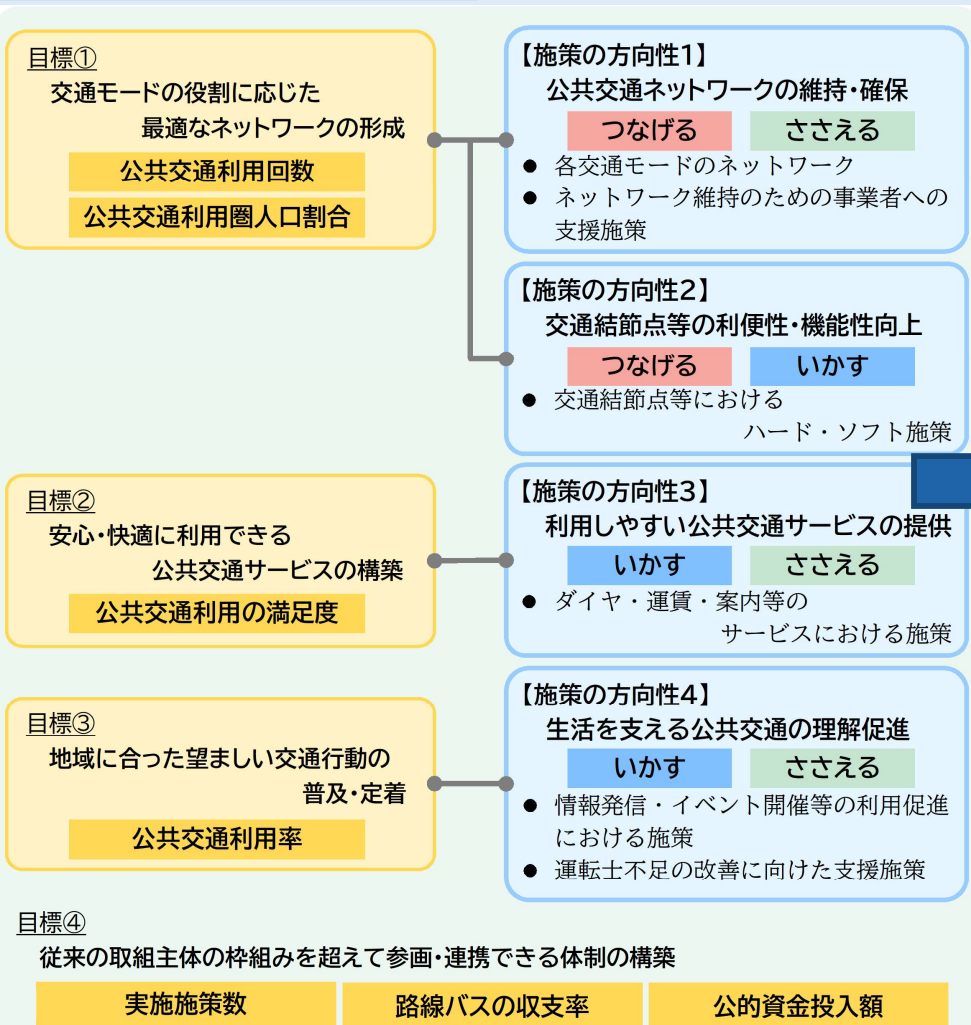 目標①
交通モードの役割に応じた
最適なネットワークの形成
公共交通利用回数
公共交通利用圏人口割合
【施策の方向性1】
公共交通ネットワークの維持・確保
つなげる ささえる
● 各交通モードのネットワーク
● ネットワーク維持のための事業者への
支援施策
【施策の方向性2】
交通結節点等の利便性・機能性向上
つなげる いかす
● 交通結節点等における
ハード・ソフト施策
目標②
安心・快適に利用できる
公共交通サービスの構築
公共交通利用の満足度
【施策の方向性3】
利用しやすい公共交通サービスの提供
いかす ささえる
● ダイヤ・運賃・案内等の
サービスにおける施策
目標③
地域に合った望ましい交通行動の
普及・定着
公共交通利用率
【施策の方向性4】
生活を支える公共交通の理解促進
いかす ささえる
● 情報発信・イベント開催等の利用促進
における施策
● 運転士不足の改善に向けた支援施策
目標④
従来の取組主体の枠組みを超えて参画・連携できる体制の構築
実施施策数 路線バスの収支率 公的資金投入額